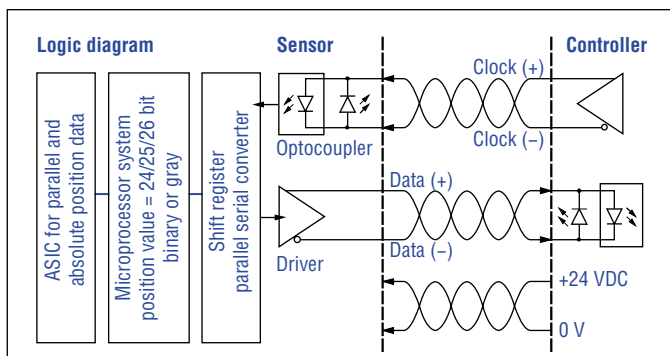 Logic diagram
Sensor
Controller
ASIC for parallel and
absolute position data
Microprocessor system
position value = 24/25/26 bit
binary or gray
Shift register
parallel serial converter
Optocoupler
Driver
Clock (+)
Clock (−)
Data (+)
Data (−)
+24 VDC
0 V